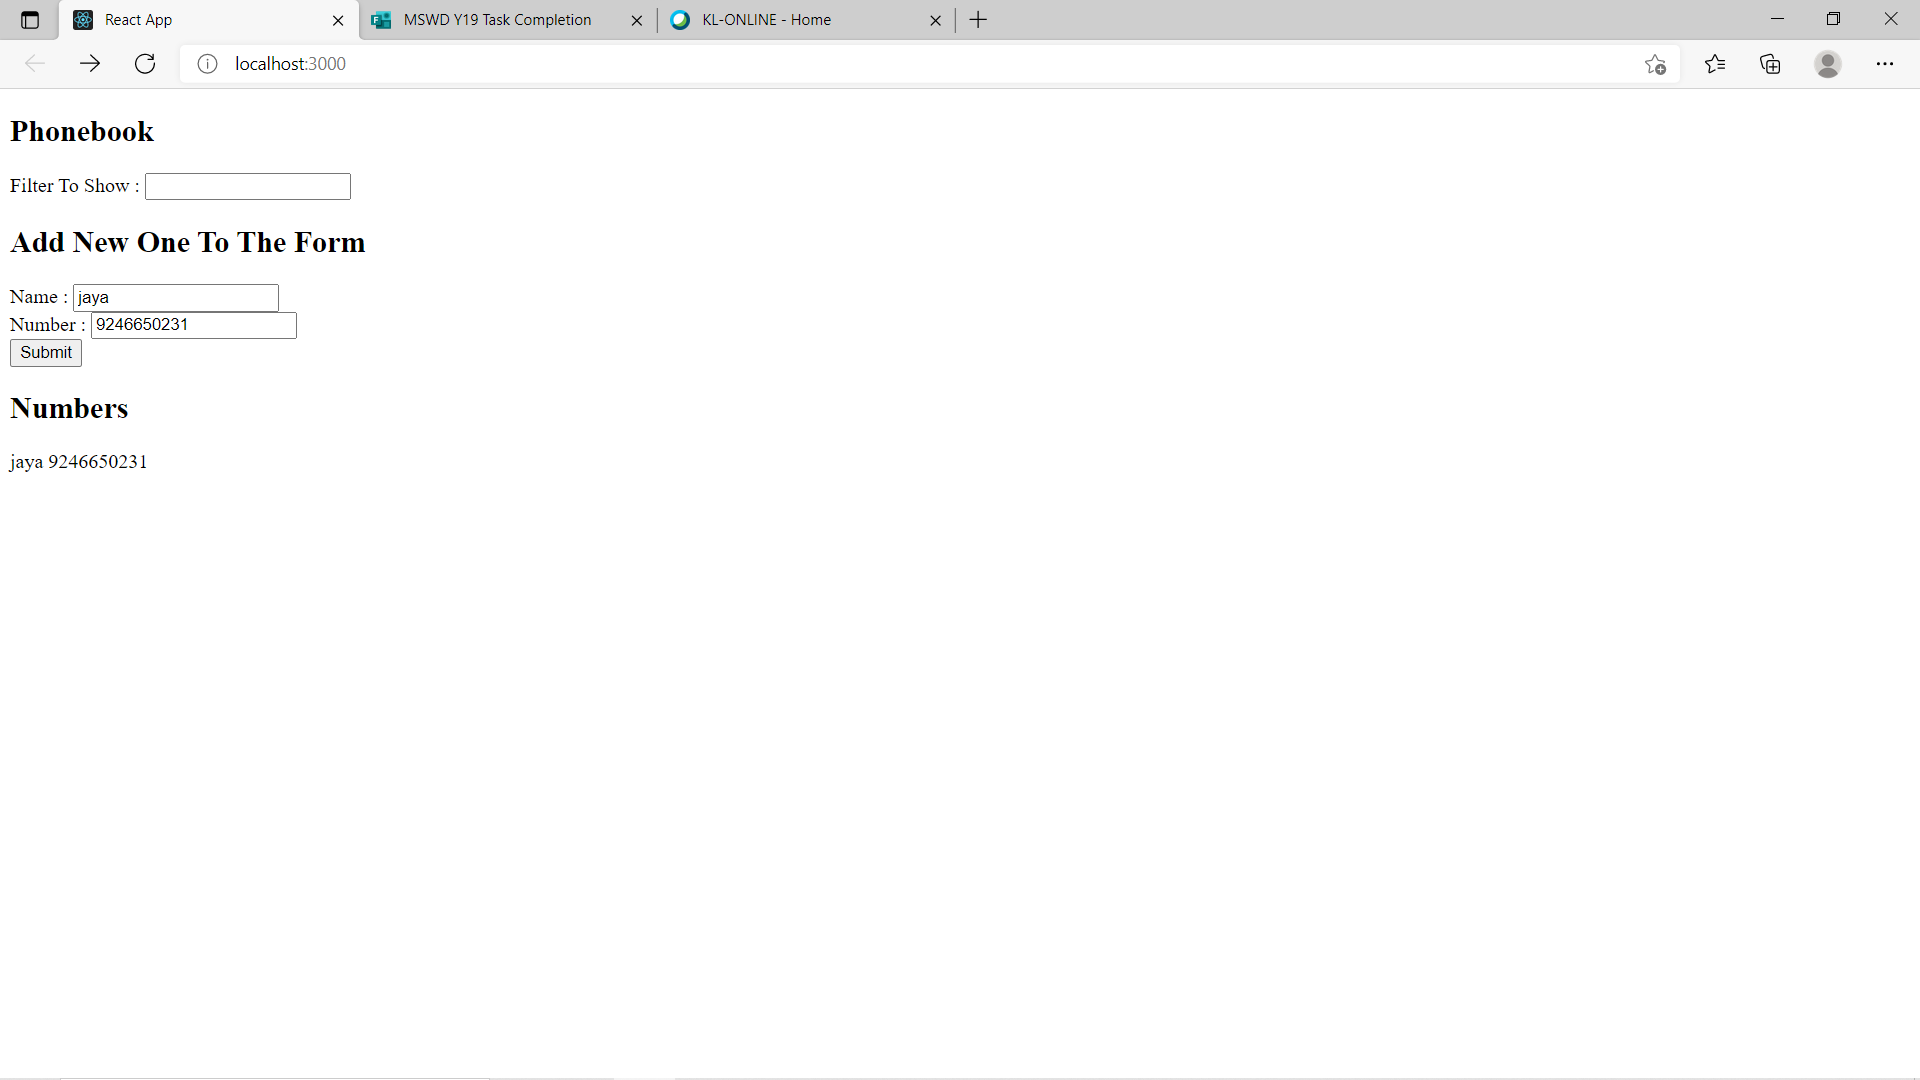 React App
MSWD Y19 Task Completion
KL-ONLINE - Home
localhost:3000
Phonebook
Filter To Show :
Add New One To The Form
Name : jaya
Number : 9246650231
Submit
Numbers
jaya 9246650231